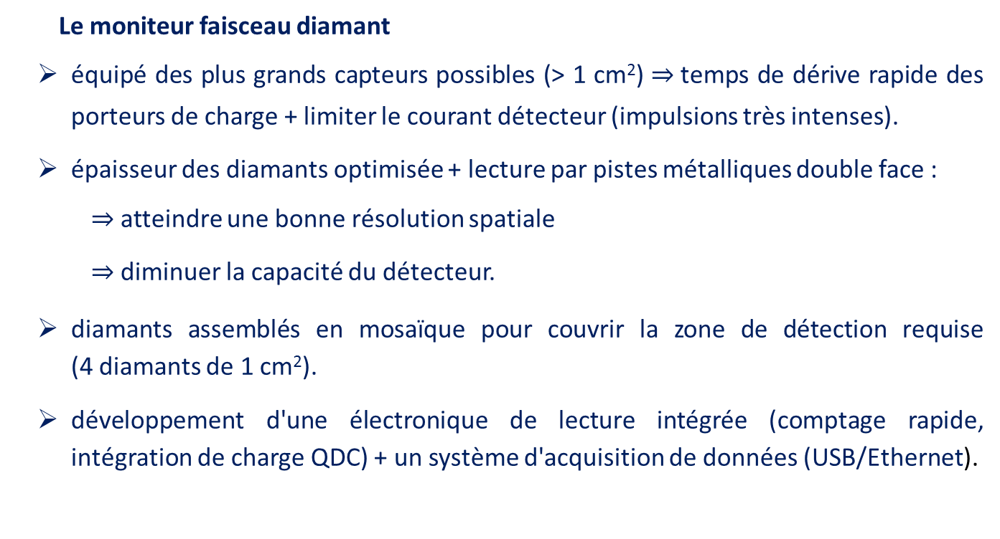 Le moniteur faisceau diamant
➢ équipé des plus grands capteurs possibles (> 1 cm²) ⇒ temps de dérive rapide des
porteurs de charge + limiter le courant détecteur (impulsions très intenses).
➢ épaisseur des diamants optimisée + lecture par pistes métalliques double face :
⇒ atteindre une bonne résolution spatiale
⇒ diminuer la capacité du détecteur.
➢ diamants assemblés en mosaïque pour couvrir la zone de détection requise
(4 diamants de 1 cm²).
➢ développement d'une électronique de lecture intégrée (comptage rapide,
intégration de charge QDC) + un système d'acquisition de données (USB/Ethernet).